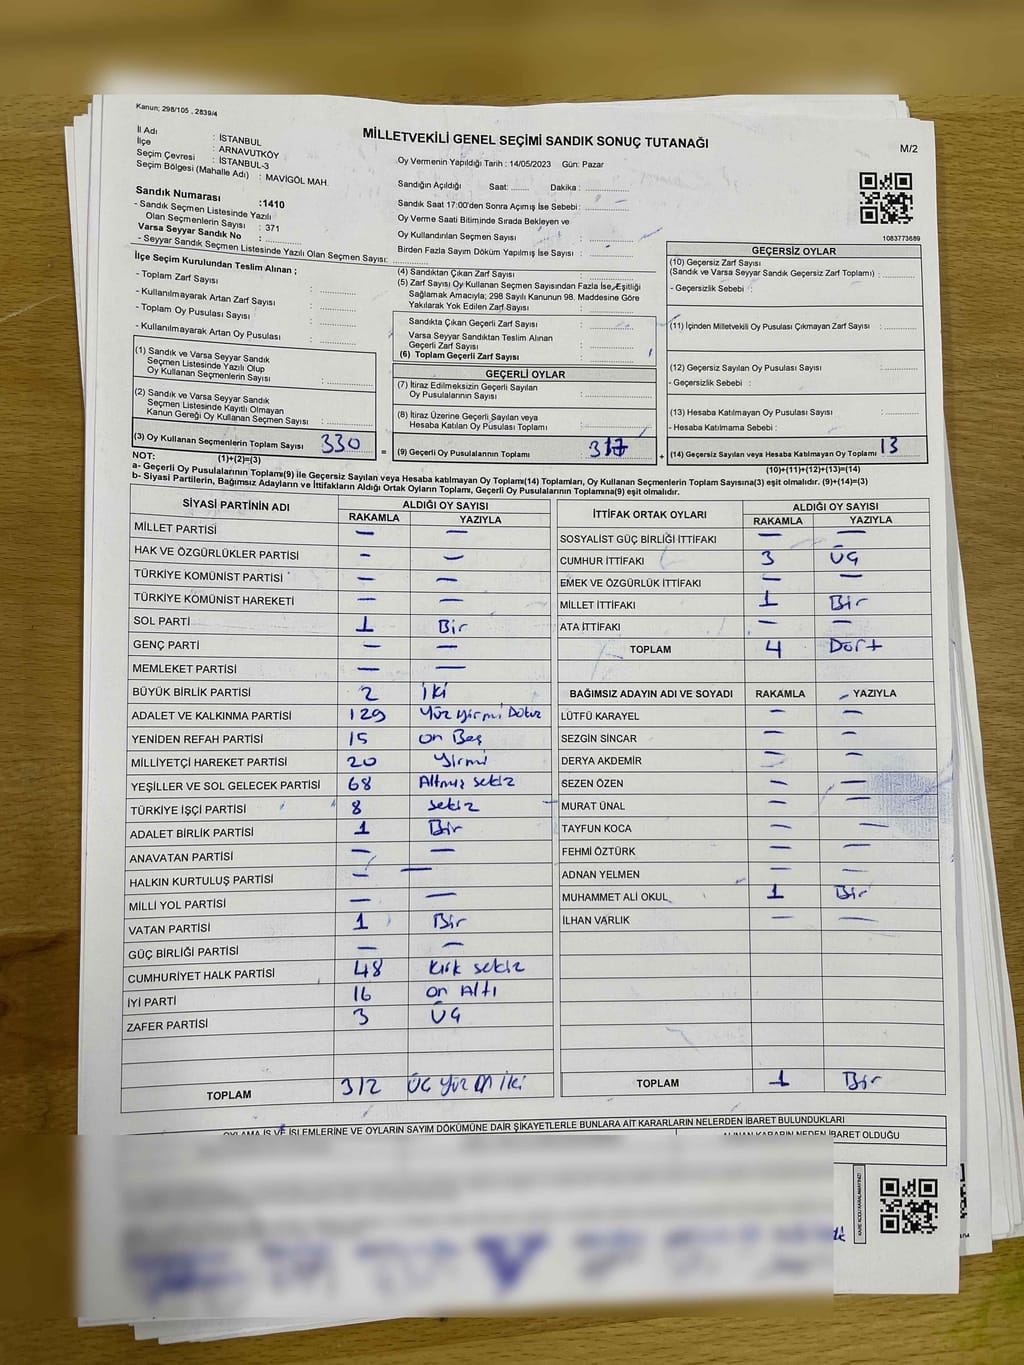 Kanun; 298/105 , 2839/4
MİLLETVEKİLİ GENEL SEÇİMİ SANDIK SONUÇ TUTANAĞI
M/2
İl Adı : İSTANBUL
İlçe : ARNAVUTKÖY
Seçim Çevresi : İSTANBUL-3
Seçim Bölgesi (Mahalle Adı) : MAVİGÖL MAH.
Sandık Numarası :1410
- Sandık Seçmen Listesinde Yazılı
Olan Seçmenlerin Sayısı : 371
Varsa Seyyar Sandık No :
- Seyyar Sandık Seçmen Listesinde Yazılı Olan Seçmen Sayısı:
Oy Vermenin Yapıldığı Tarih : 14/05/2023 Gün: Pazar
Sandığın Açıldığı Saat: ....... Dakika : ................
Sandık Saat 17:00'den Sonra Açımış İse Sebebi:
Oy Verme Saati Bitiminde Sırada Bekleyen ve
Oy Kullandırılan Seçmen Sayısı :
Birden Fazla Sayım Döküm Yapılmış İse Sayısı :
1083773689
İlçe Seçim Kurulundan Teslim Alınan ;
- Toplam Zarf Sayısı :
- Kullanılmayarak Artan Zarf Sayısı :
- Toplam Oy Pusulası Sayısı :
- Kullanılmayarak Artan Oy Pusulası :
(1) Sandık ve Varsa Seyyar Sandık
Seçmen Listesinde Yazılı Olup
Oy Kullanan Seçmenlerin Sayısı :
(2) Sandık ve Varsa Seyyar Sandık
Seçmen Listesinde Kayıtlı Olmayan
Kanun Gereği Oy Kullanan Seçmen Sayısı :
(3) Oy Kullanan Seçmenlerin Toplam Sayısı 330 =
(4) Sandıktan Çıkan Zarf Sayısı :
(5) Zarf Sayısı Oy Kullanan Seçmen Sayısından Fazla İse,Eşitliği
Sağlamak Amacıyla; 298 Sayılı Kanunun 98. Maddesine Göre
Yakılarak Yok Edilen Zarf Sayısı :
Sandıkta Çıkan Geçerli Zarf Sayısı :
Varsa Seyyar Sandıktan Teslim Alınan
Geçerli Zarf Sayısı :
(6) Toplam Geçerli Zarf Sayısı :
GEÇERLİ OYLAR
(7) İtiraz Edilmeksizin Geçerli Sayılan
Oy Pusulalarının Sayısı :
(8) İtiraz Üzerine Geçerli Sayılan veya
Hesaba Katılan Oy Pusulası Toplamı :
(9) Geçerli Oy Pusulalarının Toplamı 317 +
GEÇERSİZ OYLAR
(10) Geçersiz Zarf Sayısı
(Sandık ve Varsa Seyyar Sandık Geçersiz Zarf Toplamı) :
- Geçersizlik Sebebi :
(11) İçinden Milletvekili Oy Pusulası Çıkmayan Zarf Sayısı :
(12) Geçersiz Sayılan Oy Pusulası Sayısı :
- Geçersizlik Sebebi :
(13) Hesaba Katılmayan Oy Pusulası Sayısı :
- Hesaba Katılmama Sebebi :
(14) Geçersiz Sayılan veya Hesaba Katılmayan Oy Toplamı 13
NOT: (1)+(2)=(3)
(10)+(11)+(12)+(13)=(14)
a- Geçerli Oy Pusulalarının Toplamı(9) ile Geçersiz Sayılan veya Hesaba katılmayan Oy Toplam(14) Toplamları, Oy Kullanan Seçmenlerin Toplam Sayısına(3) eşit olmalıdır. (9)+(14)=(3)
b- Siyasi Partilerin, Bağımsız Adayların ve İttifakların Aldığı Ortak Oyların Toplamı, Geçerli Oy Pusulalarının Toplamına(9) eşit olmalıdır.
SİYASİ PARTİNİN ADI ALDIĞI OY SAYISI
RAKAMLA YAZIYLA
MİLLET PARTİSİ — —
HAK VE ÖZGÜRLÜKLER PARTİSİ — —
TÜRKİYE KOMÜNİST PARTİSİ — —
TÜRKİYE KOMÜNİST HAREKETİ — —
SOL PARTİ 1 Bir
GENÇ PARTİ — —
MEMLEKET PARTİSİ — —
BÜYÜK BİRLİK PARTİSİ 2 iki
ADALET VE KALKINMA PARTİSİ 129 Yüz yirmi Dokuz
YENİDEN REFAH PARTİSİ 15 on Beş
MİLLİYETÇİ HAREKET PARTİSİ 20 Yirmi
YEŞİLLER VE SOL GELECEK PARTİSİ 68 Altmış sekiz
TÜRKİYE İŞÇİ PARTİSİ 8 sekiz
ADALET BİRLİK PARTİSİ 1 Bir
ANAVATAN PARTİSİ — —
HALKIN KURTULUŞ PARTİSİ — —
MİLLİ YOL PARTİSİ — —
VATAN PARTİSİ 1 Bir
GÜÇ BİRLİĞİ PARTİSİ — —
CUMHURİYET HALK PARTİSİ 48 kırk sekiz
İYİ PARTİ 16 on Altı
ZAFER PARTİSİ 3 ÜÇ
TOPLAM 312 ÜÇ Yüz on iki
İTTİFAK ORTAK OYLARI ALDIĞI OY SAYISI
RAKAMLA YAZIYLA
SOSYALİST GÜÇ BİRLİĞİ İTTİFAKI — —
CUMHUR İTTİFAKI 3 ÜÇ
EMEK VE ÖZGÜRLÜK İTTİFAKI — —
MİLLET İTTİFAKI 1 Bir
ATA İTTİFAKI — —
TOPLAM 4 Dört
BAĞIMSIZ ADAYIN ADI VE SOYADI RAKAMLA YAZIYLA
LÜTFÜ KARAYEL — —
SEZGİN SİNCAR — —
DERYA AKDEMİR — —
SEZEN ÖZEN — —
MURAT ÜNAL — —
TAYFUN KOCA — —
FEHMİ ÖZTÜRK — —
ADNAN YELMEN — —
MUHAMMET ALİ OKUL 1 Bir
İLHAN VARLIK — —
TOPLAM 1 Bir
OYLAMA İŞ VE İŞLEMLERİNE VE OYLARIN SAYIM DÖKÜMÜNE DAİR ŞİKAYETLERLE BUNLARA AİT KARARLARIN NELERDEN İBARET BULUNDUKLARI
ALINAN KARARIN NEDEN İBARET OLDUĞU